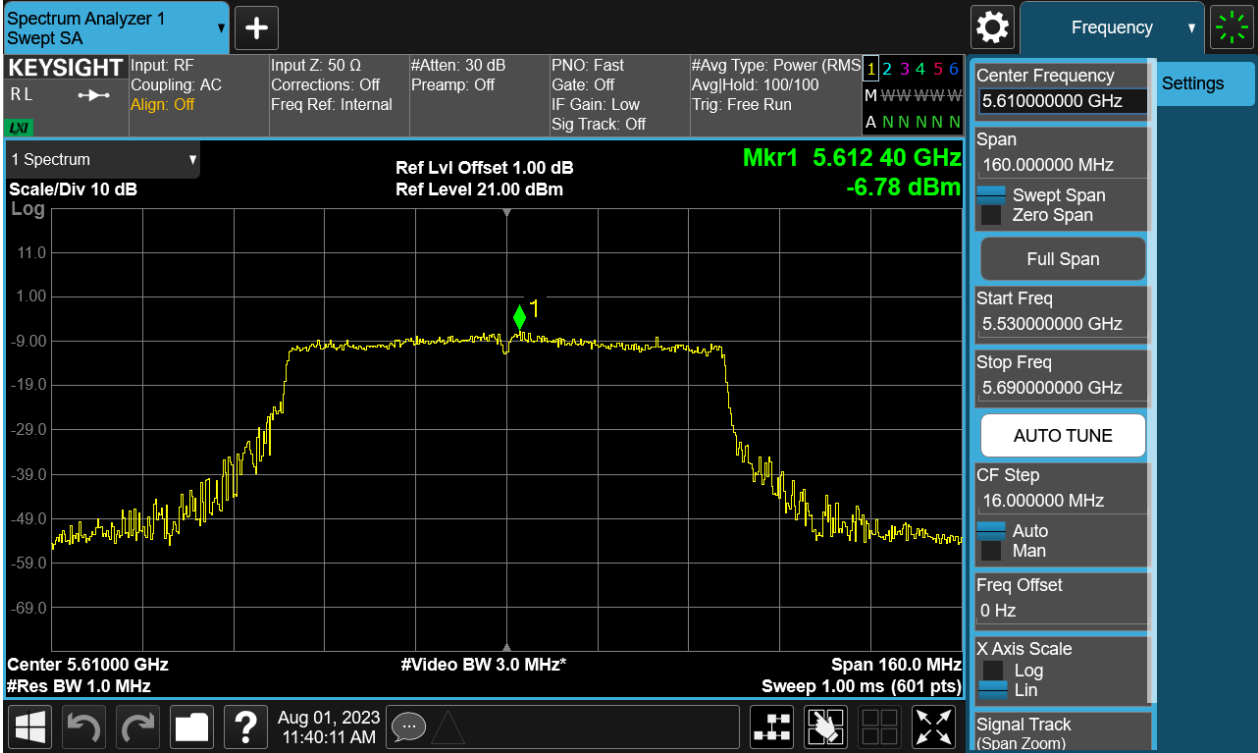 Spectrum Analyzer 1
Swept SA
+
Frequency
KEYSIGHT
R L
LXI
Input: RF
Coupling: AC
Align: Off
Input Z: 50 Ω
Corrections: Off
Freq Ref: Internal
#Atten: 30 dB
Preamp: Off
PNO: Fast
Gate: Off
IF Gain: Low
Sig Track: Off
#Avg Type: Power (RMS
Avg|Hold: 100/100
Trig: Free Run
1 2 3 4 5 6
M W W W W W
A N N N N N
1 Spectrum
Scale/Div 10 dB
Log
Ref Lvl Offset 1.00 dB
Ref Level 21.00 dBm
Mkr1 5.612 40 GHz
-6.78 dBm
11.0
1.00
-9.00
-19.0
-29.0
-39.0
-49.0
-59.0
-69.0
1
Center 5.61000 GHz
#Res BW 1.0 MHz
#Video BW 3.0 MHz*
Span 160.0 MHz
Sweep 1.00 ms (601 pts)
?
Aug 01, 2023
11:40:11 AM
Center Frequency
5.610000000 GHz
Span
160.000000 MHz
Swept Span
Zero Span
Full Span
Start Freq
5.530000000 GHz
Stop Freq
5.690000000 GHz
AUTO TUNE
CF Step
16.000000 MHz
Auto
Man
Freq Offset
0 Hz
X Axis Scale
Log
Lin
Signal Track
(Span Zoom)
Settings